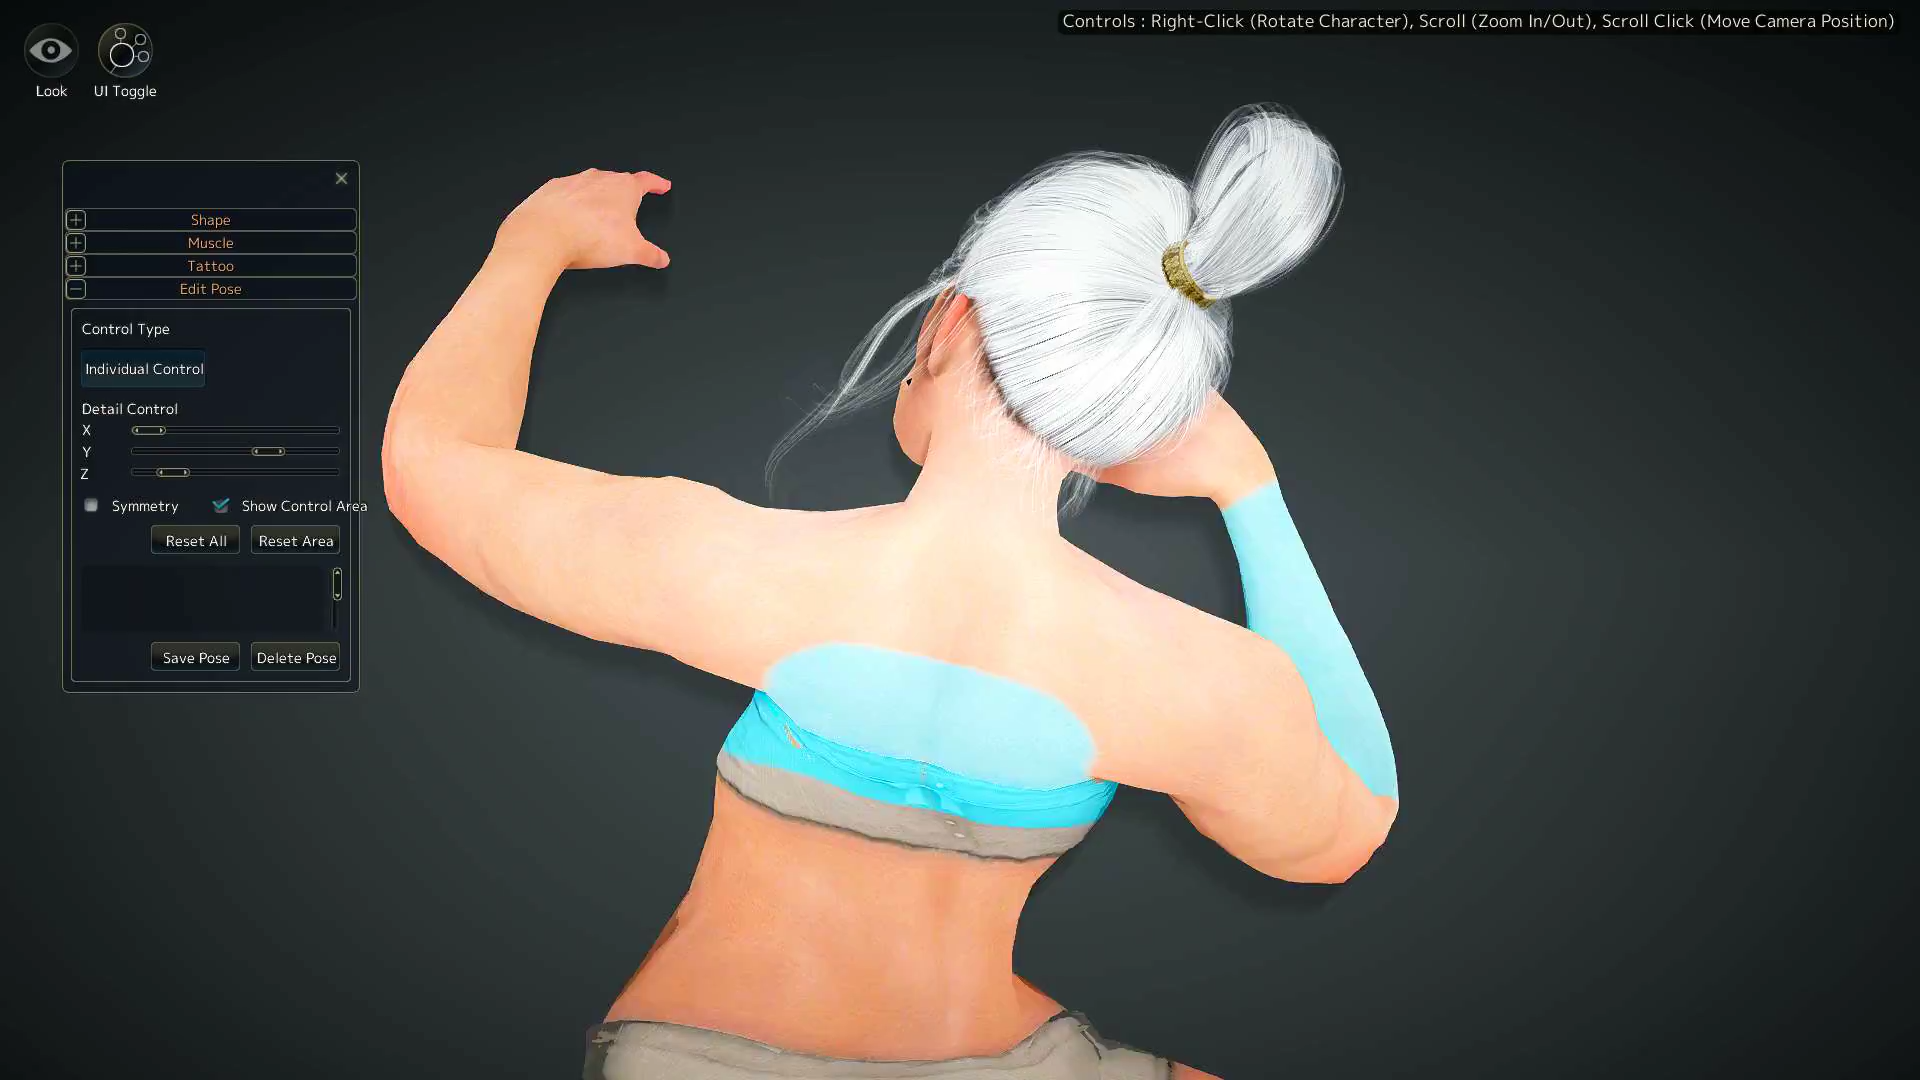 Controls : Right-Click (Rotate Character), Scroll (Zoom In/Out), Scroll Click (Move Camera Position)
Look
UI Toggle
Shape
Muscle
Tattoo
Edit Pose
Control Type
Individual Control
Detail Control
X
Y
Z
Symmetry
Show Control Area
Reset All
Reset Area
Save Pose
Delete Pose